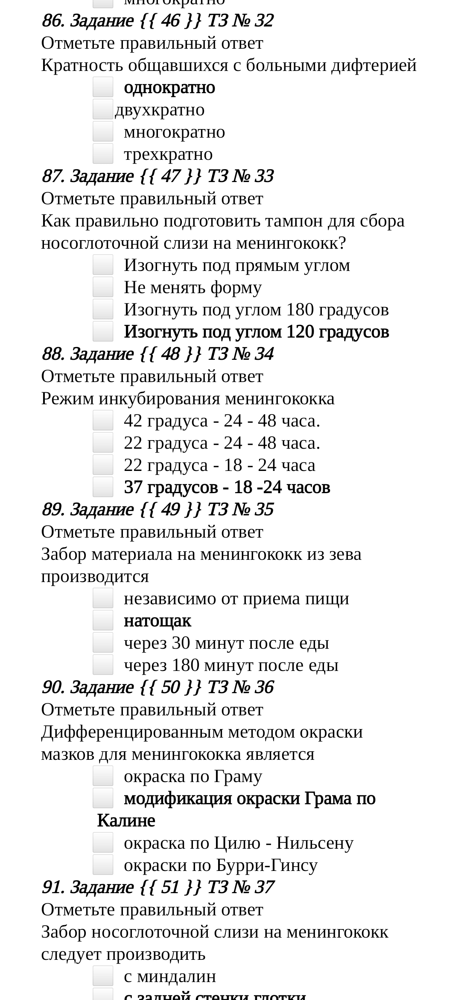 многократно
86. Задание {{ 46 }} ТЗ № 32
Отметьте правильный ответ
Кратность общавшихся с больными дифтерией
однократно
двухкратно
многократно
трехкратно
87. Задание {{ 47 }} ТЗ № 33
Отметьте правильный ответ
Как правильно подготовить тампон для сбора
носоглоточной слизи на менингококк?
Изогнуть под прямым углом
Не менять форму
Изогнуть под углом 180 градусов
Изогнуть под углом 120 градусов
88. Задание {{ 48 }} ТЗ № 34
Отметьте правильный ответ
Режим инкубирования менингококка
42 градуса - 24 - 48 часа.
22 градуса - 24 - 48 часа.
22 градуса - 18 - 24 часа
37 градусов - 18 -24 часов
89. Задание {{ 49 }} ТЗ № 35
Отметьте правильный ответ
Забор материала на менингококк из зева
производится
независимо от приема пищи
натощак
через 30 минут после еды
через 180 минут после еды
90. Задание {{ 50 }} ТЗ № 36
Отметьте правильный ответ
Дифференцированным методом окраски
мазков для менингококка является
окраска по Граму
модификация окраски Грама по
Калине
окраска по Цилю - Нильсену
окраски по Бурри-Гинсу
91. Задание {{ 51 }} ТЗ № 37
Отметьте правильный ответ
Забор носоглоточной слизи на менингококк
следует производить
с миндалин
с задней стенки глотки